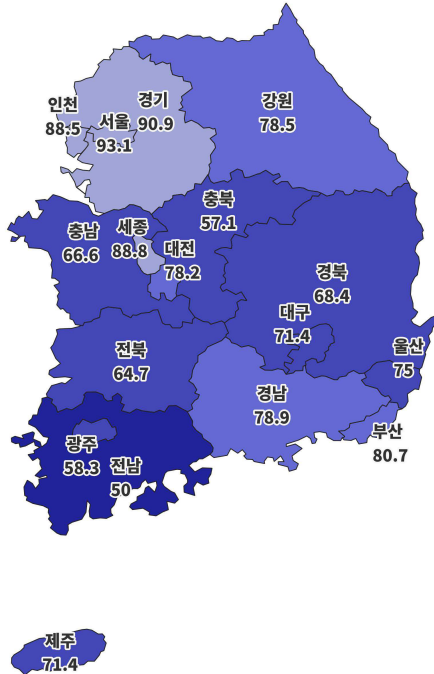 경기
90.9
인천
88.5
서울
93.1
강원
78.5
충북
57.1
충남
66.6
세종
88.8
대전
78.2
경북
68.4
대구
71.4
울산
75
전북
64.7
경남
78.9
부산
80.7
광주
58.3
전남
50
제주
71.4